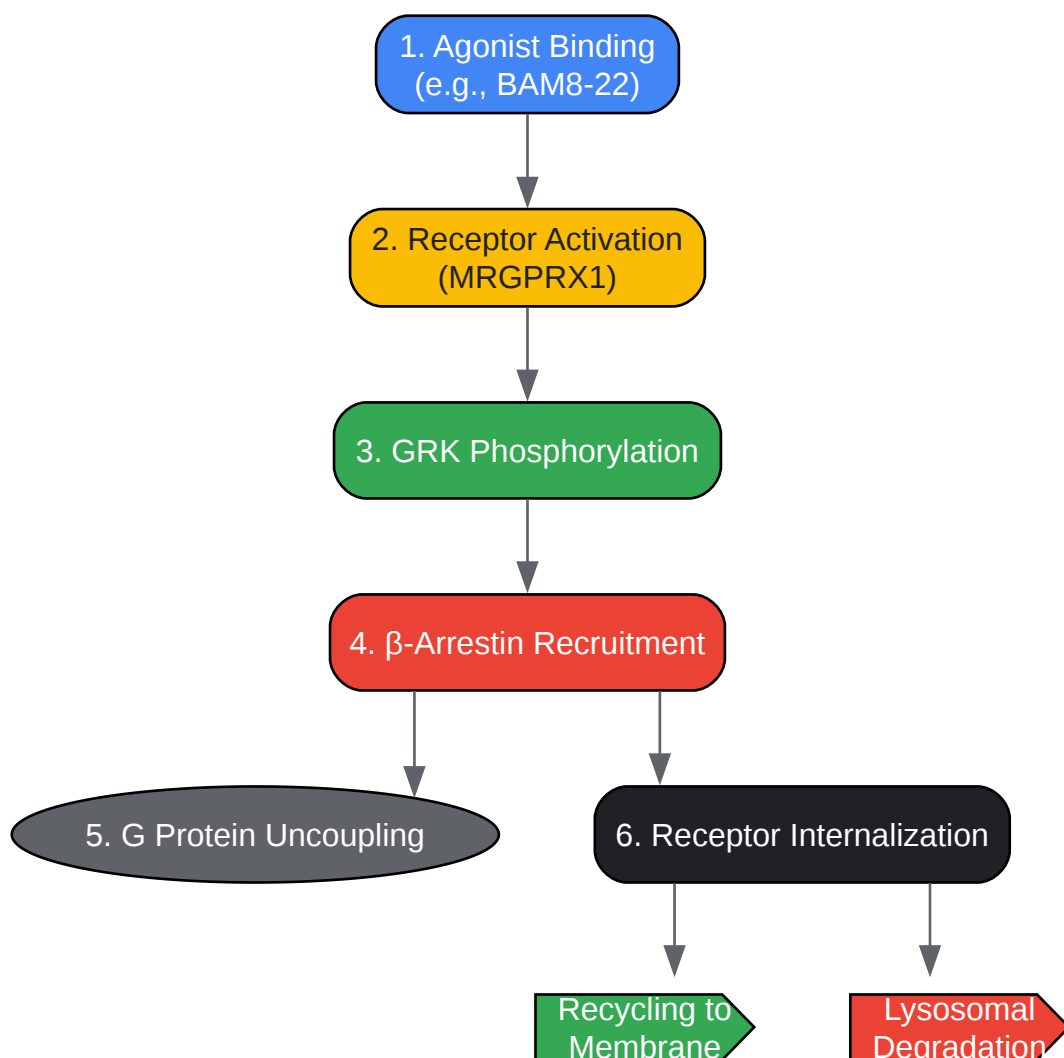 1. Agonist Binding
(e.g., BAM8-22)
2. Receptor Activation
(MRGPRX1)
3. GRK Phosphorylation
4. β-Arrestin Recruitment
5. G Protein Uncoupling
6. Receptor Internalization
Recycling to
Membrane
Lysosomal
Degradation